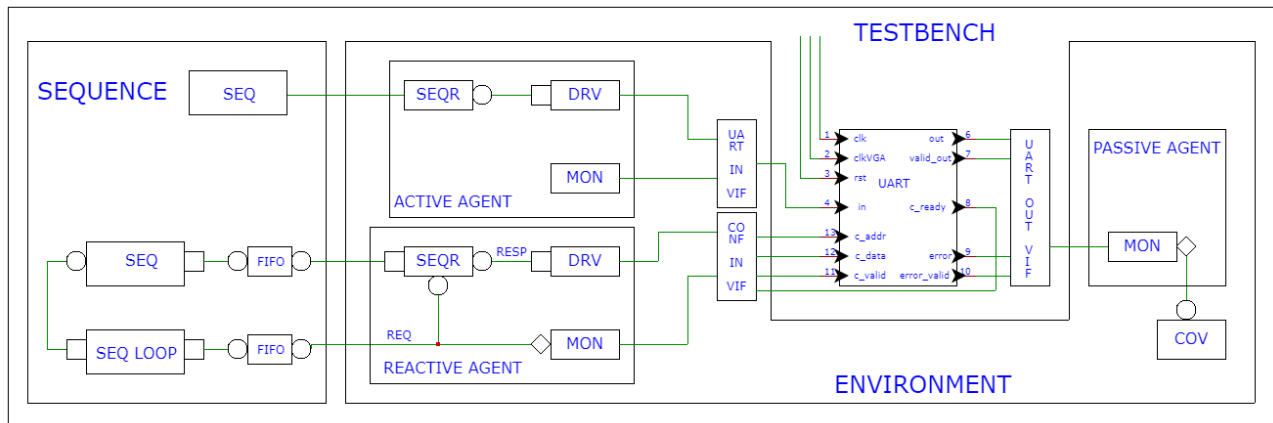 TESTBENCH
SEQUENCE
SEQ
SEQR
DRV
MON
ACTIVE AGENT
UA
RT
IN
VIF
1 clk
2 clkVGA
3 rst
4 in
13 c_addr
12 c_data
11 c_valid
UART
out 6
valid_out 7
c_ready 8
error 9
error_valid 10
U
A
R
T
O
U
T
V
I
F
PASSIVE AGENT
MON
COV
SEQ
FIFO
SEQR
RESP
DRV
CO
NF
IN
VIF
SEQ LOOP
FIFO
REQ
MON
REACTIVE AGENT
ENVIRONMENT